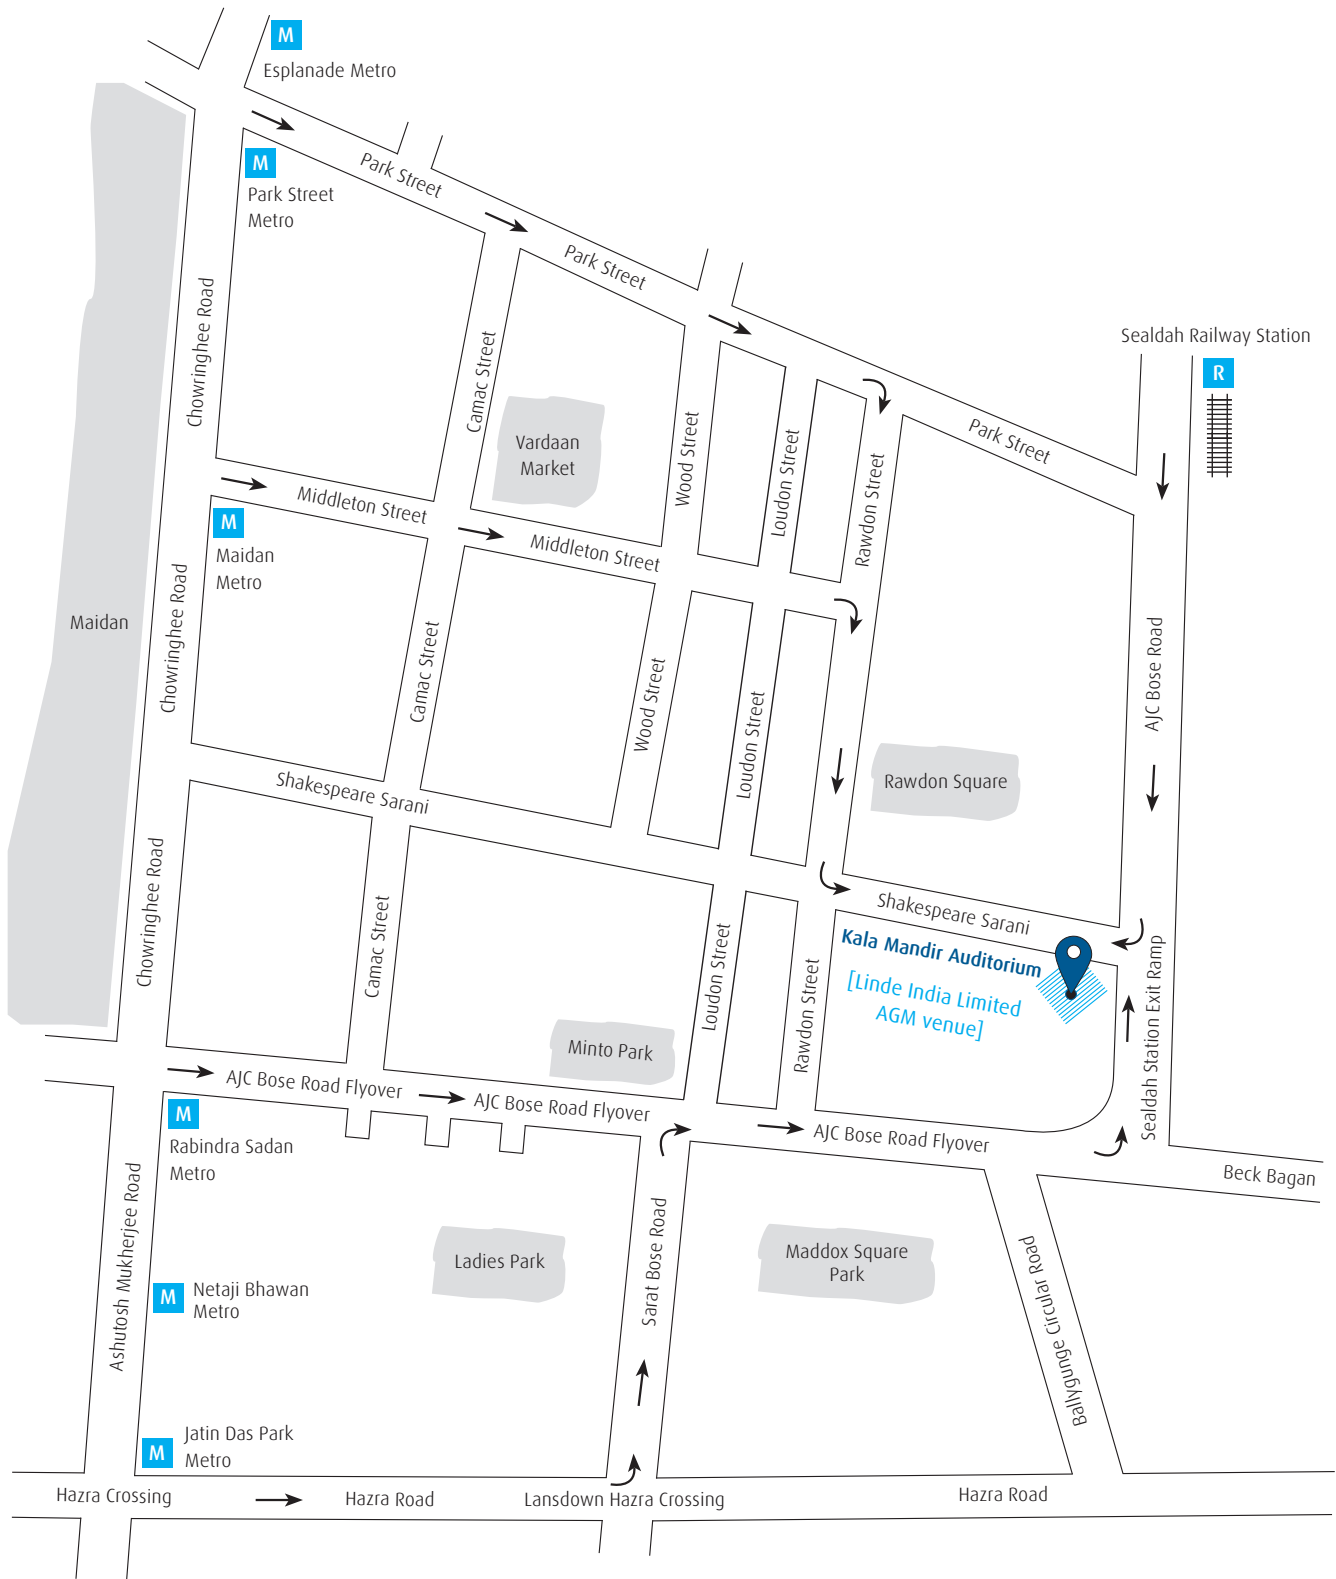 M
Esplanade Metro
M
Park Street
Metro
Park Street
Park Street
Park Street
Sealdah Railway Station
R
Chowringhee Road
Camac Street
Vardaan
Market
Wood Street
Loudon Street
Rawdon Street
Middleton Street
Middleton Street
M
Maidan
Metro
Maidan
Chowringhee Road
Camac Street
Wood Street
Loudon Street
AJC Bose Road
Rawdon Square
Shakespeare Sarani
Chowringhee Road
Camac Street
Shakespeare Sarani
Kala Mandir Auditorium
[Linde India Limited
AGM venue]
Loudon Street
Rawdon Street
Sealdah Station Exit Ramp
Minto Park
AJC Bose Road Flyover
AJC Bose Road Flyover
AJC Bose Road Flyover
M
Rabindra Sadan
Metro
Beck Bagan
Ashutosh Mukherjee Road
Ladies Park
Sarat Bose Road
Maddox Square
Park
Ballygunge Circular Road
M
Netaji Bhawan
Metro
M
Jatin Das Park
Metro
Hazra Crossing
Hazra Road
Lansdown Hazra Crossing
Hazra Road